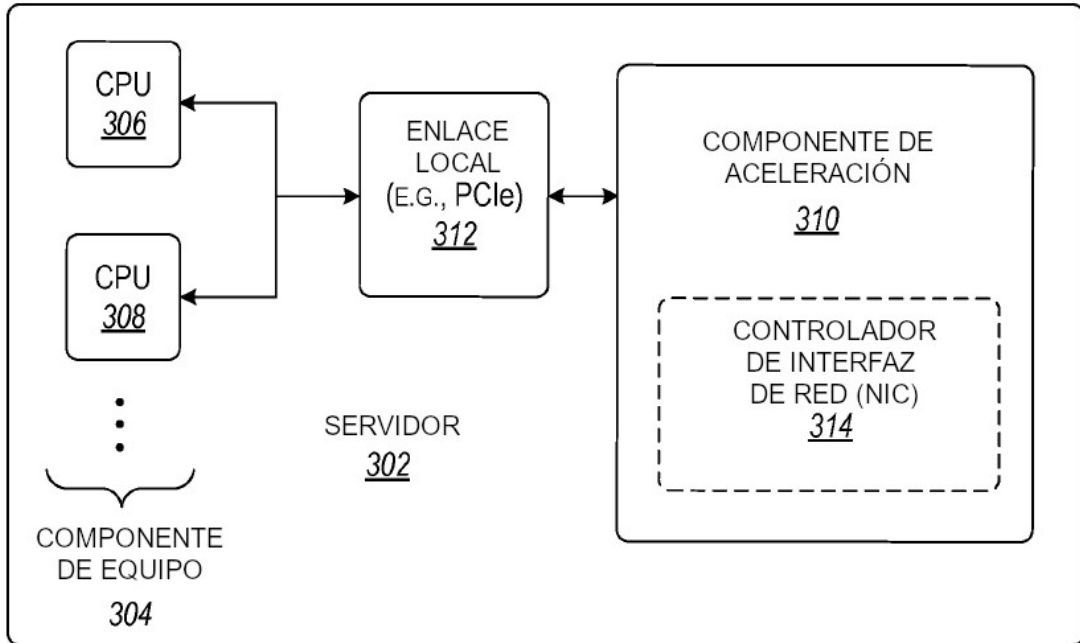 CPU
306
CPU
308
COMPONENTE
DE EQUIPO
304
ENLACE
LOCAL
(E.G., PCIe)
312
SERVIDOR
302
COMPONENTE DE
ACELERACIÓN
310
CONTROLADOR
DE INTERFAZ
DE RED (NIC)
314